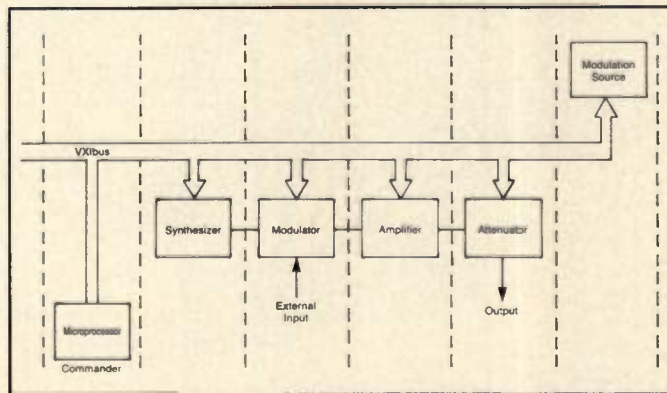 Modulation
Source
VXIbus
Synthesizer
Modulator
Amplifier
Attenuator
External
Input
Output
Microprocessor
Commander